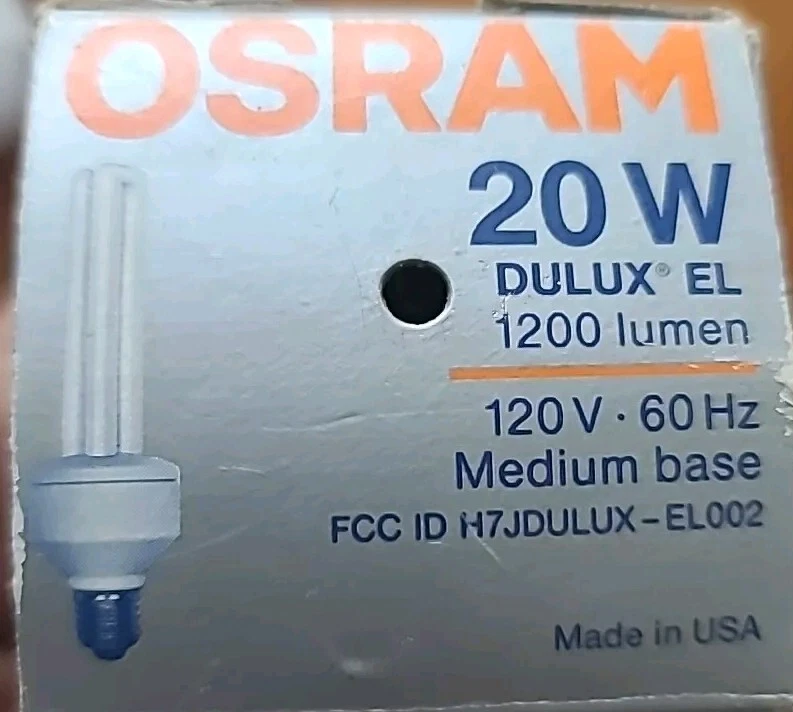 OSRAM
20 W
DULUX® EL
1200 lumen
120 V · 60 Hz
Medium base
FCC ID H7JDULUX-EL002
Made in USA